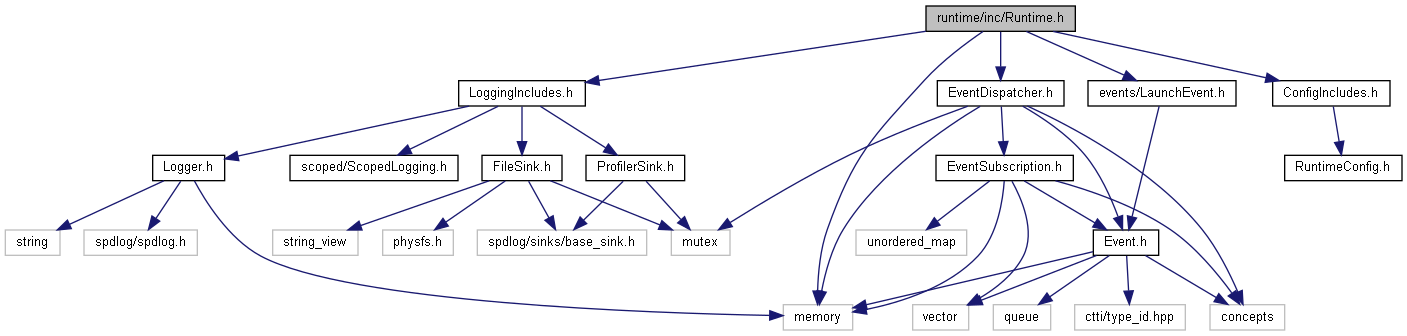 runtime/inc/Runtime.h
LoggingIncludes.h
EventDispatcher.h
events/LaunchEvent.h
ConfigIncludes.h
Logger.h
scoped/ScopedLogging.h
FileSink.h
ProfilerSink.h
EventSubscription.h
RuntimeConfig.h
string
spdlog/spdlog.h
string_view
physfs.h
spdlog/sinks/base_sink.h
mutex
unordered_map
Event.h
memory
vector
queue
ctti/type_id.hpp
concepts